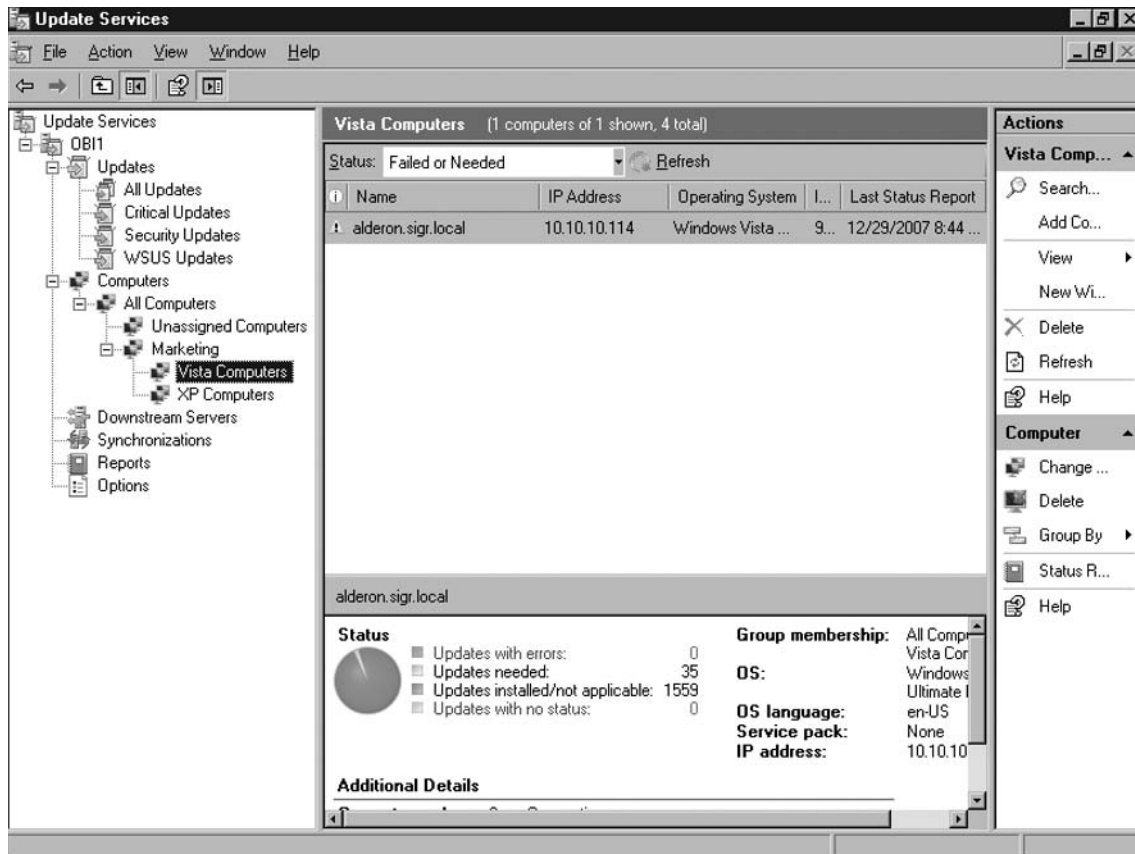 Update Services
File Action View Window Help
Update Services
OBI1
Updates
All Updates
Critical Updates
Security Updates
WSUS Updates
Computers
All Computers
Unassigned Computers
Marketing
Vista Computers
XP Computers
Downstream Servers
Synchronizations
Reports
Options
Vista Computers (1 computers of 1 shown, 4 total)
Status: Failed or Needed Refresh
Name IP Address Operating System I... Last Status Report
alderon.sigr.local 10.10.10.114 Windows Vista ... 9... 12/29/2007 8:44 ...
alderon.sigr.local
Status
Updates with errors: 0
Updates needed: 35
Updates installed/not applicable: 1559
Updates with no status: 0
Group membership: All Comp
Vista Cor
OS: Windows
Ultimate
OS language: en-US
Service pack: None
IP address: 10.10.10
Additional Details
Actions
Vista Comp...
Search...
Add Co...
View
New Wi...
Delete
Refresh
Help
Computer
Change ...
Delete
Group By
Status R...
Help